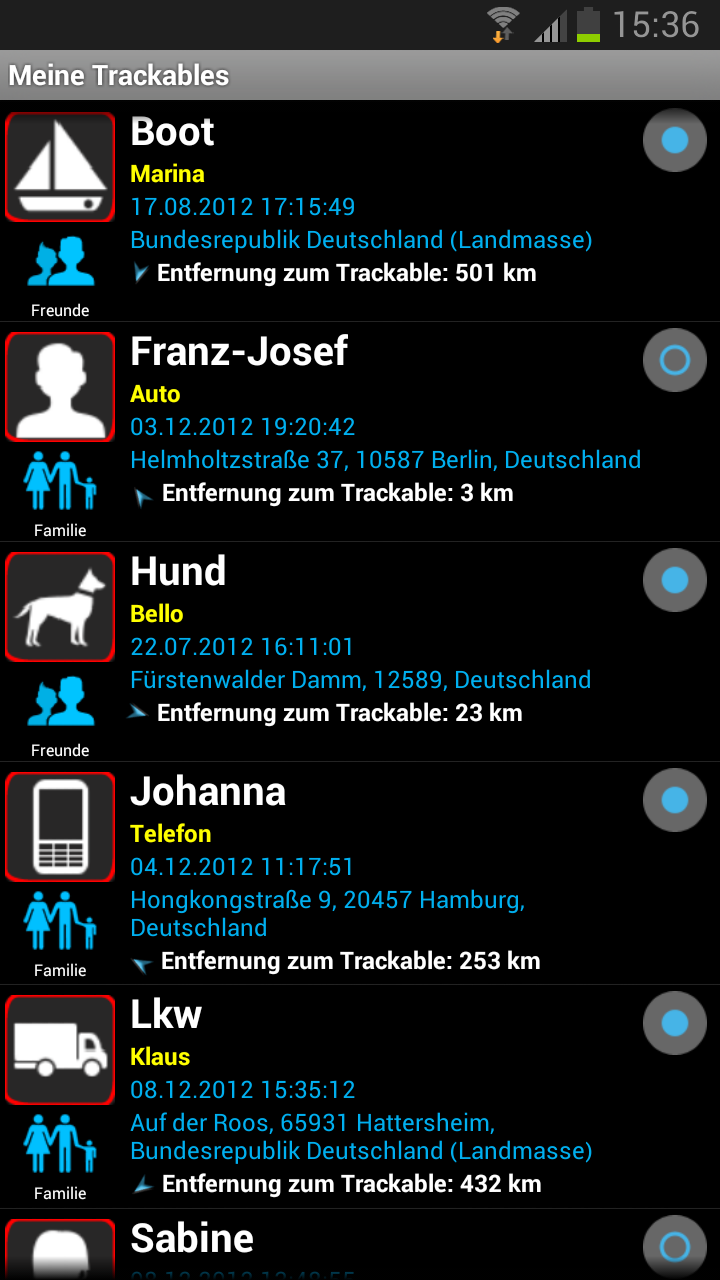 15:36
Meine Trackables
Boot
Marina
17.08.2012 17:15:49
Bundesrepublik Deutschland (Landmasse)
Entfernung zum Trackable: 501 km
Freunde
Franz-Josef
Auto
03.12.2012 19:20:42
Helmholtzstraße 37, 10587 Berlin, Deutschland
Entfernung zum Trackable: 3 km
Familie
Hund
Bello
22.07.2012 16:11:01
Fürstenwalder Damm, 12589, Deutschland
Entfernung zum Trackable: 23 km
Freunde
Johanna
Telefon
04.12.2012 11:17:51
Hongkongstraße 9, 20457 Hamburg,
Deutschland
Entfernung zum Trackable: 253 km
Familie
Lkw
Klaus
08.12.2012 15:35:12
Auf der Roos, 65931 Hattersheim,
Bundesrepublik Deutschland (Landmasse)
Entfernung zum Trackable: 432 km
Familie
Sabine